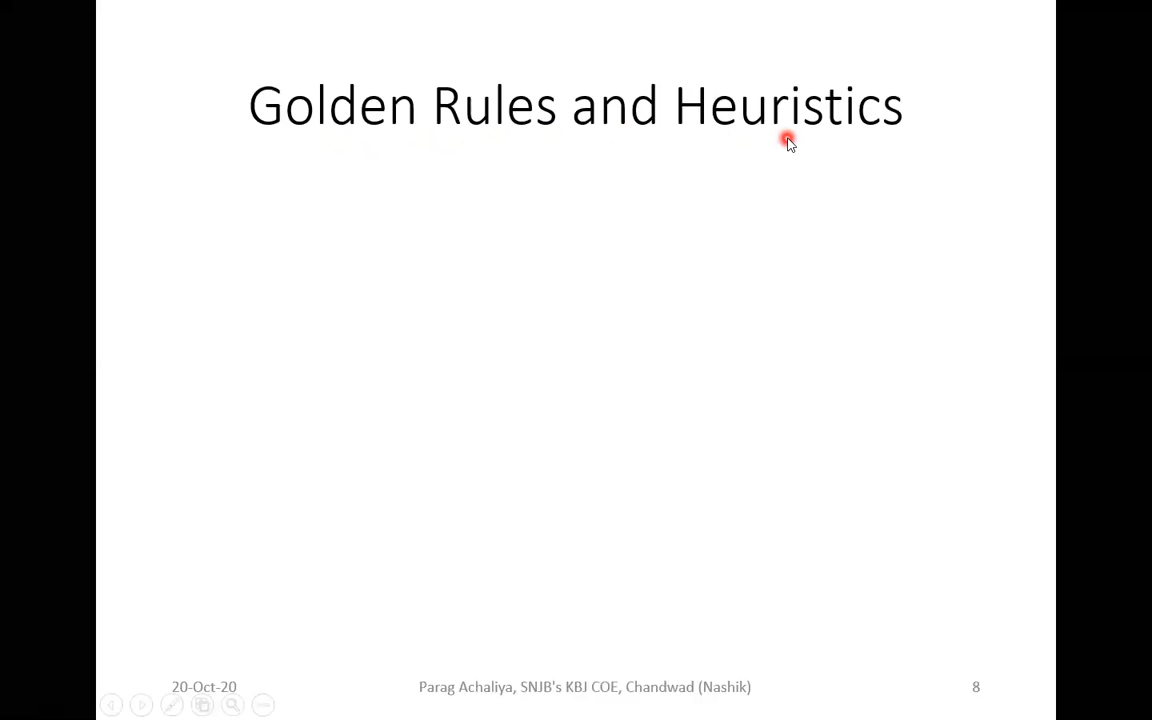 Golden Rules and Heuristics
20-Oct-20
Parag Achaliya, SNJB's KBJ COE, Chandwad (Nashik)
8